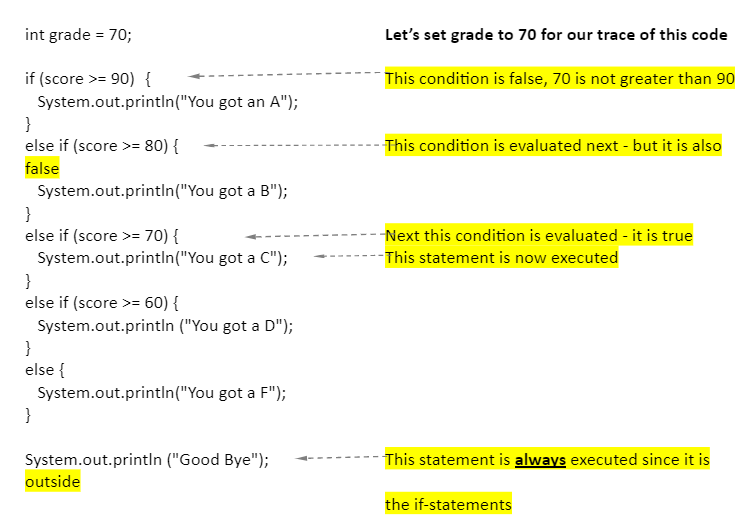 int grade = 70; Let's set grade to 70 for our trace of this code
if (score >= 90) { This condition is false, 70 is not greater than 90
System.out.println("You got an A");
}
else if (score >= 80) { This condition is evaluated next - but it is also
false
System.out.println("You got a B");
}
else if (score >= 70) { Next this condition is evaluated - it is true
System.out.println("You got a C"); This statement is now executed
}
else if (score >= 60) {
System.out.println ("You got a D");
}
else {
System.out.println("You got a F");
}
System.out.println ("Good Bye"); This statement is always executed since it is
outside
the if-statements